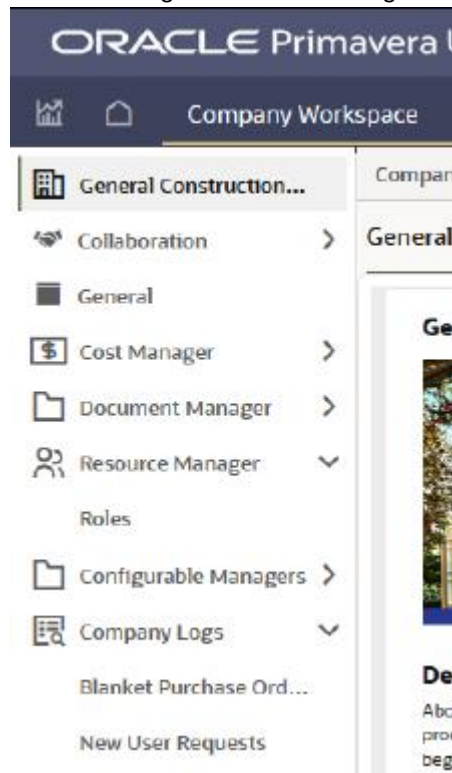 ORACLE Primavera
Company Workspace
General Construction...
Collaboration
General
Cost Manager
Document Manager
Resource Manager
Roles
Configurable Managers
Company Logs
Blanket Purchase Ord...
New User Requests
General